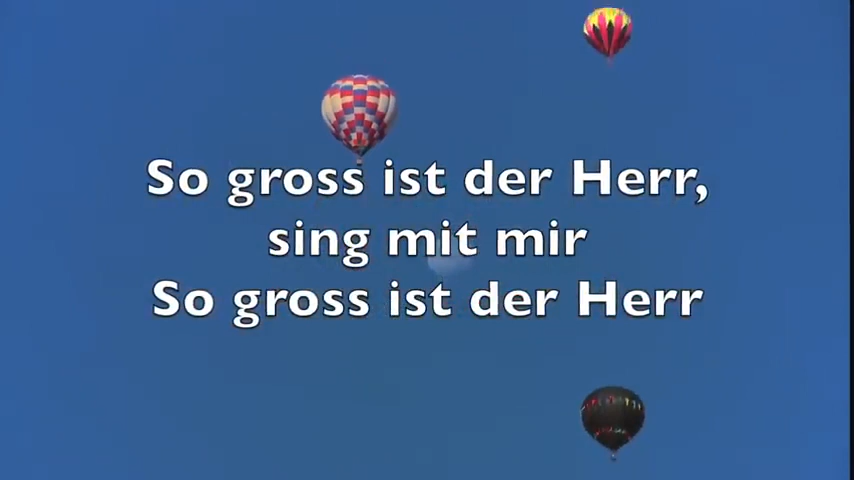 So gross ist der Herr,
sing mit mir
So gross ist der Herr